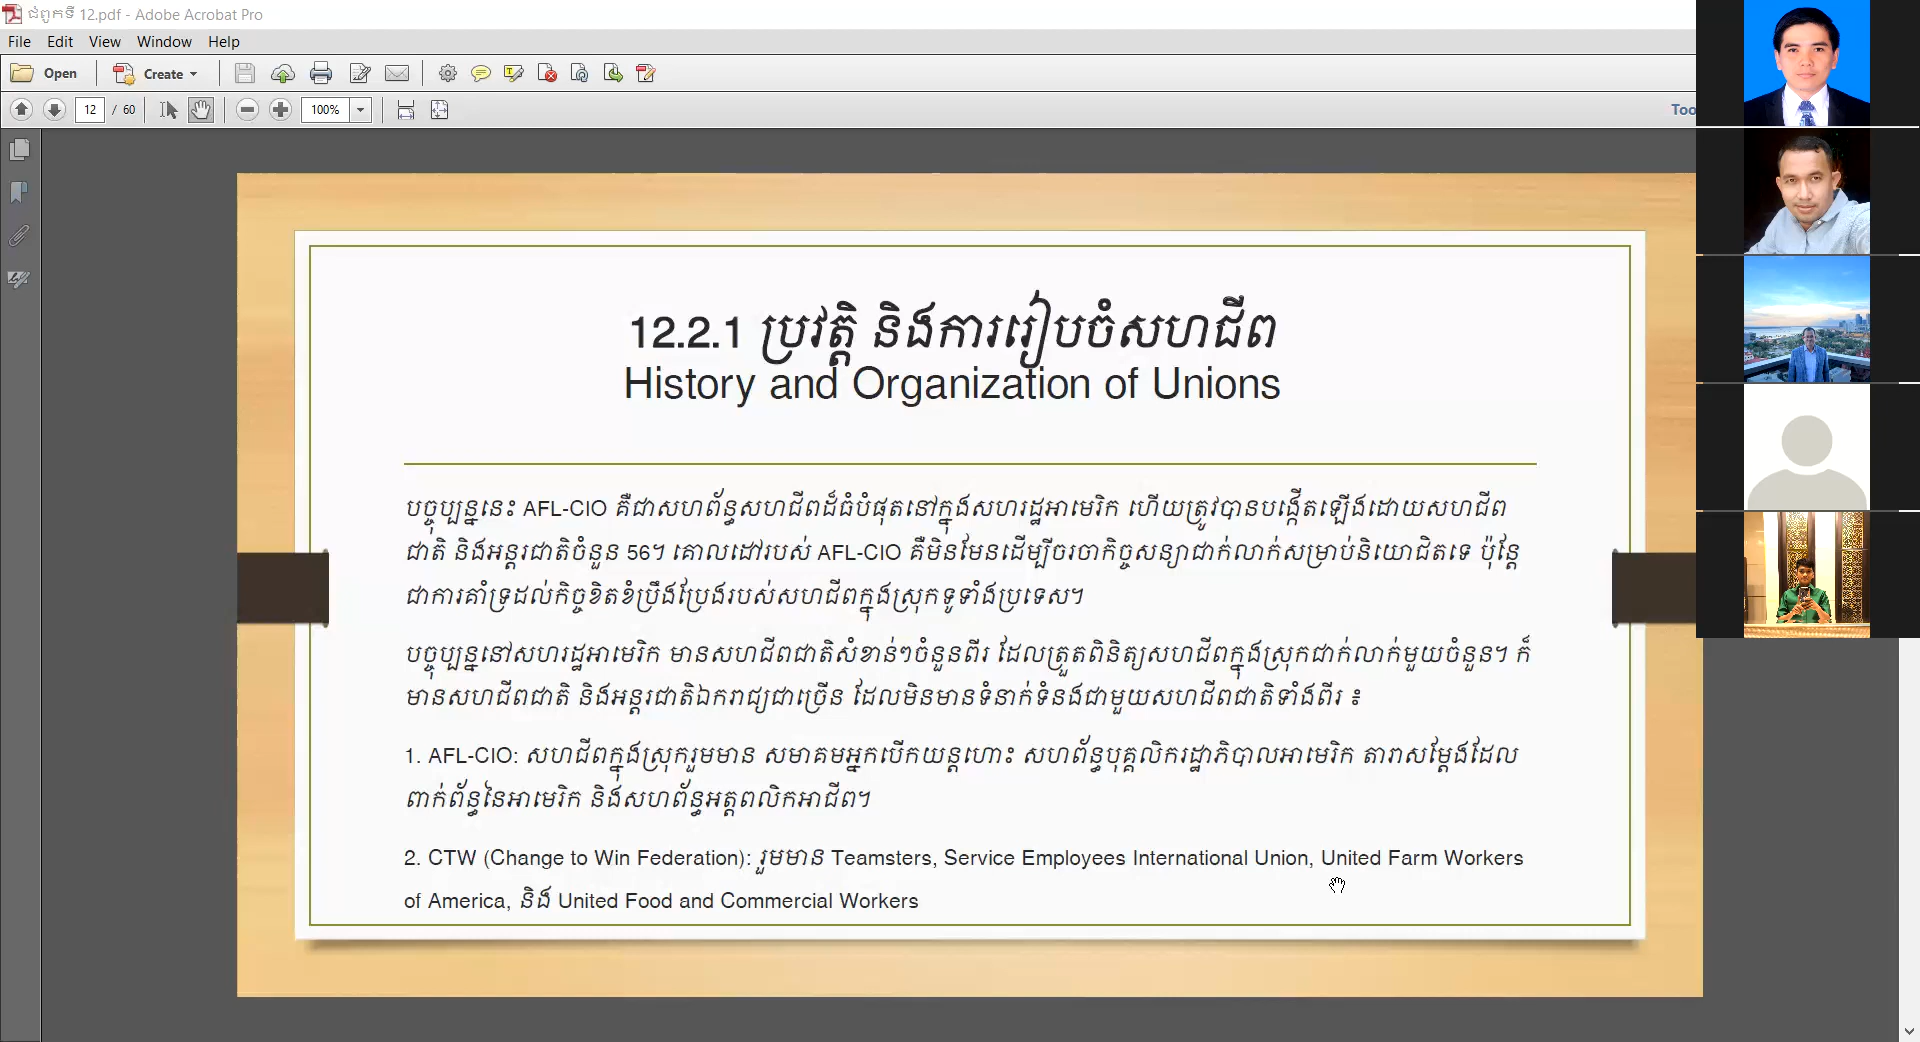 ជំពូកទី 12.pdf - Adobe Acrobat Pro
File Edit View Window Help
Open Create
12 / 60 100% Too
12.2.1 ប្រវត្តិ និងការរៀបចំសហជីព
History and Organization of Unions
បច្ចុប្បន្ននេះ AFL-CIO គឺជាសហព័ន្ធសហជីពដ៏ធំបំផុតនៅក្នុងសហរដ្ឋអាមេរិក ហើយត្រូវបានបង្កើតឡើងដោយសហជីព
ជាតិ និងអន្តរជាតិចំនួន 56។ គោលដៅរបស់ AFL-CIO គឺមិនមែនដើម្បីចរចាកិច្ចសន្យាជាក់លាក់សម្រាប់និយោជិតទេ ប៉ុន្តែ
ជាការគាំទ្រដល់កិច្ចខិតខំប្រឹងប្រែងរបស់សហជីពក្នុងស្រុកទូទាំងប្រទេស។
បច្ចុប្បន្ននៅសហរដ្ឋអាមេរិក មានសហជីពជាតិសំខាន់ៗចំនួនពីរ ដែលត្រួតពិនិត្យសហជីពក្នុងស្រុកជាក់លាក់មួយចំនួន។ ក៏
មានសហជីពជាតិ និងអន្តរជាតិឯករាជ្យជាច្រើន ដែលមិនមានទំនាក់ទំនងជាមួយសហជីពជាតិទាំងពីរ ៖
1. AFL-CIO: សហជីពក្នុងស្រុករួមមាន សមាគមអ្នកបើកយន្តហោះ សហព័ន្ធបុគ្គលិករដ្ឋាភិបាលអាមេរិក តារាសម្តែងដែល
ពាក់ព័ន្ធនៃអាមេរិក និងសហព័ន្ធអត្តពលិកអាជីព។
2. CTW (Change to Win Federation): រួមមាន Teamsters, Service Employees International Union, United Farm Workers
of America, និង United Food and Commercial Workers